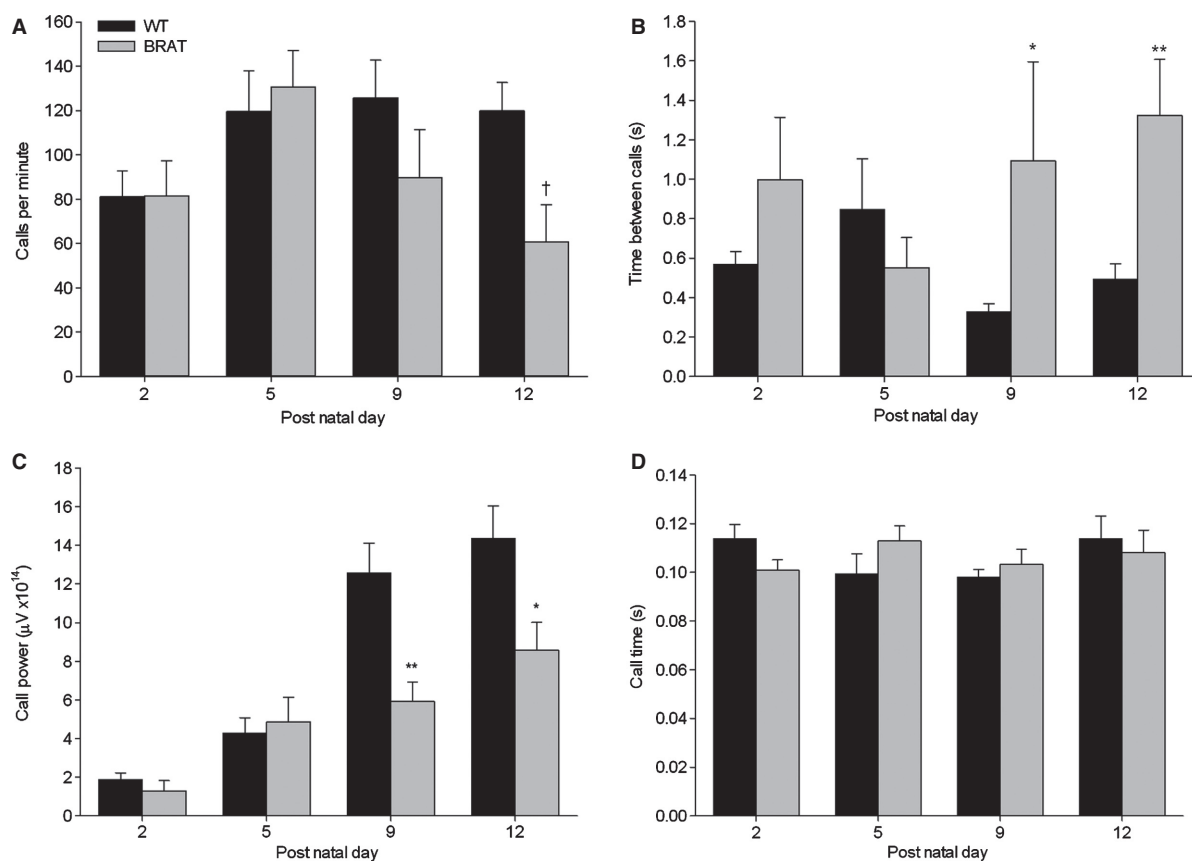 A
WT
BRAT
160
140
120
100
80
60
40
20
0
Calls per minute
†
2 5 9 12
Post natal day
B
1.8
1.6
1.4
1.2
1.0
0.8
0.6
0.4
0.2
0.0
Time between calls (s)
*
**
2 5 9 12
Post natal day
C
18
16
14
12
10
8
6
4
2
0
Call power (µV x10¹⁴)
**
*
2 5 9 12
Post natal day
D
0.14
0.12
0.10
0.08
0.06
0.04
0.02
0.00
Call time (s)
2 5 9 12
Post natal day